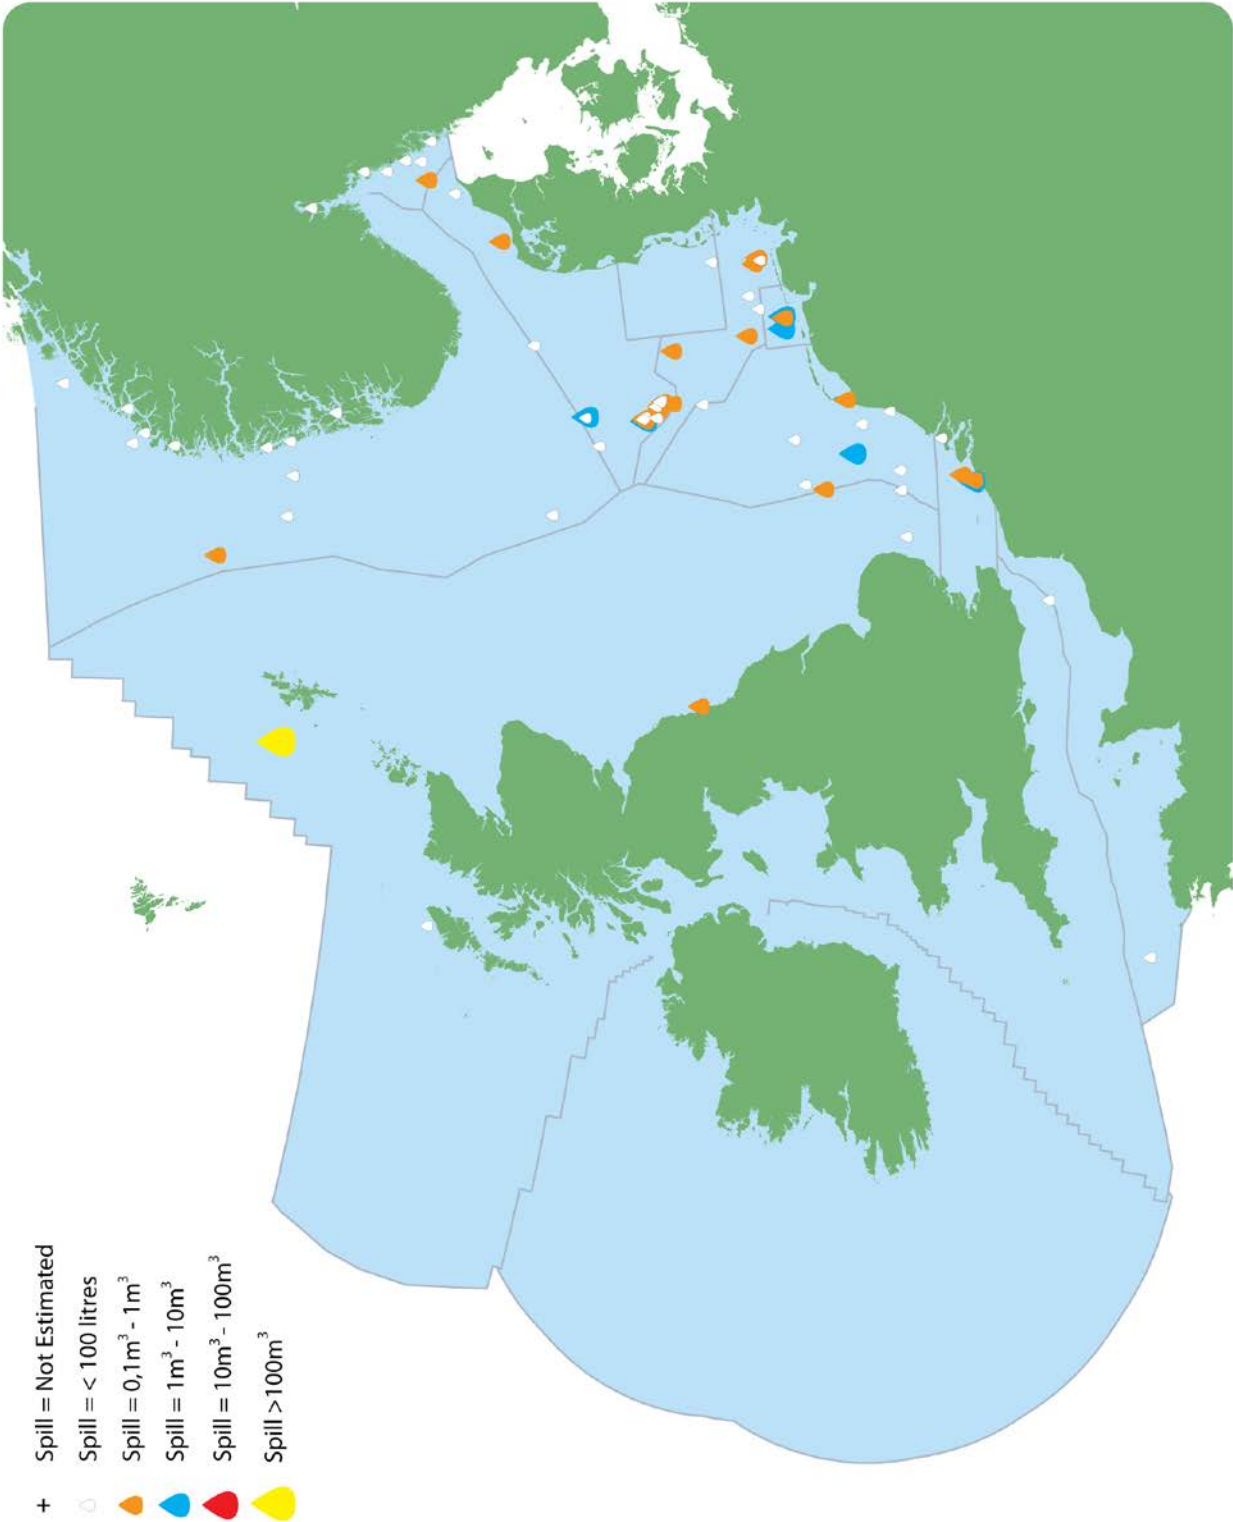 + Spill = Not Estimated
Spill = < 100 litres
Spill = 0,1m³ - 1m³
Spill = 1m³ - 10m³
Spill = 10m³ - 100m³
Spill >100m³